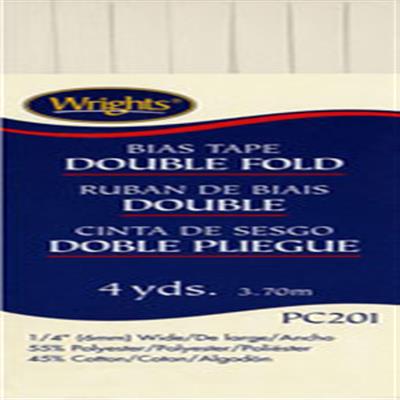 Wrights®
BIAS TAPE
DOUBLE FOLD
RUBAN DE BIAIS
DOUBLE
CINTA DE SESGO
DOBLE PLIEGUE
4 yds. 3.70m
PC201
1/4" (6mm) Wide/De large/Ancho
55% Polyester/Polyester/Poliéster
45% Cotton/Coton/Algodón